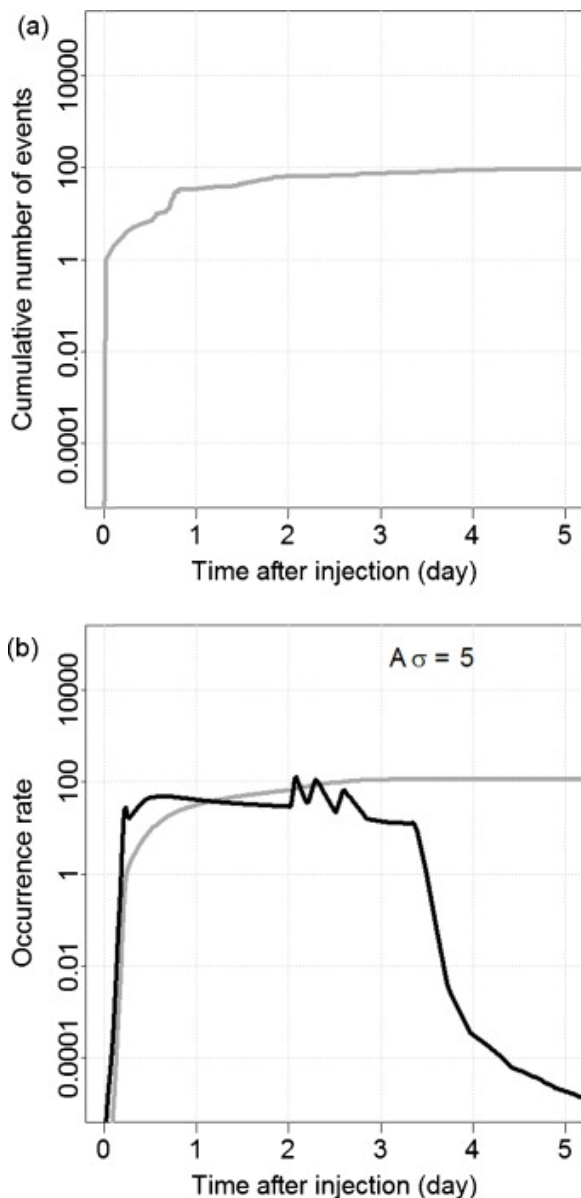 (a)
Cumulative number of events
10000
100
1
0.01
0.0001
0 1 2 3 4 5
Time after injection (day)
(b)
A σ = 5
Occurrence rate
10000
100
1
0.01
0.0001
0 1 2 3 4 5
Time after injection (day)